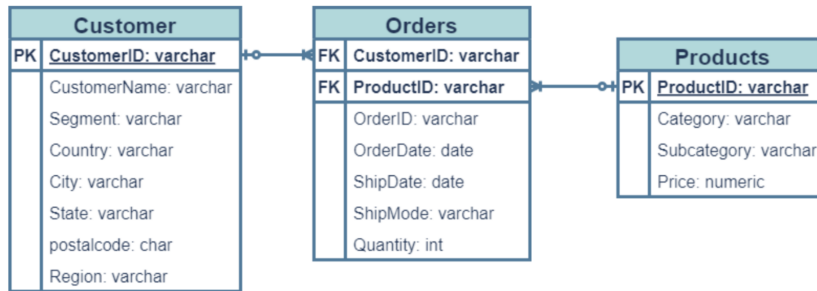 Customer
PK CustomerID: varchar
CustomerName: varchar
Segment: varchar
Country: varchar
City: varchar
State: varchar
postalcode: char
Region: varchar
Orders
FK CustomerID: varchar
FK ProductID: varchar
OrderID: varchar
OrderDate: date
ShipDate: date
ShipMode: varchar
Quantity: int
Products
PK ProductID: varchar
Category: varchar
Subcategory: varchar
Price: numeric